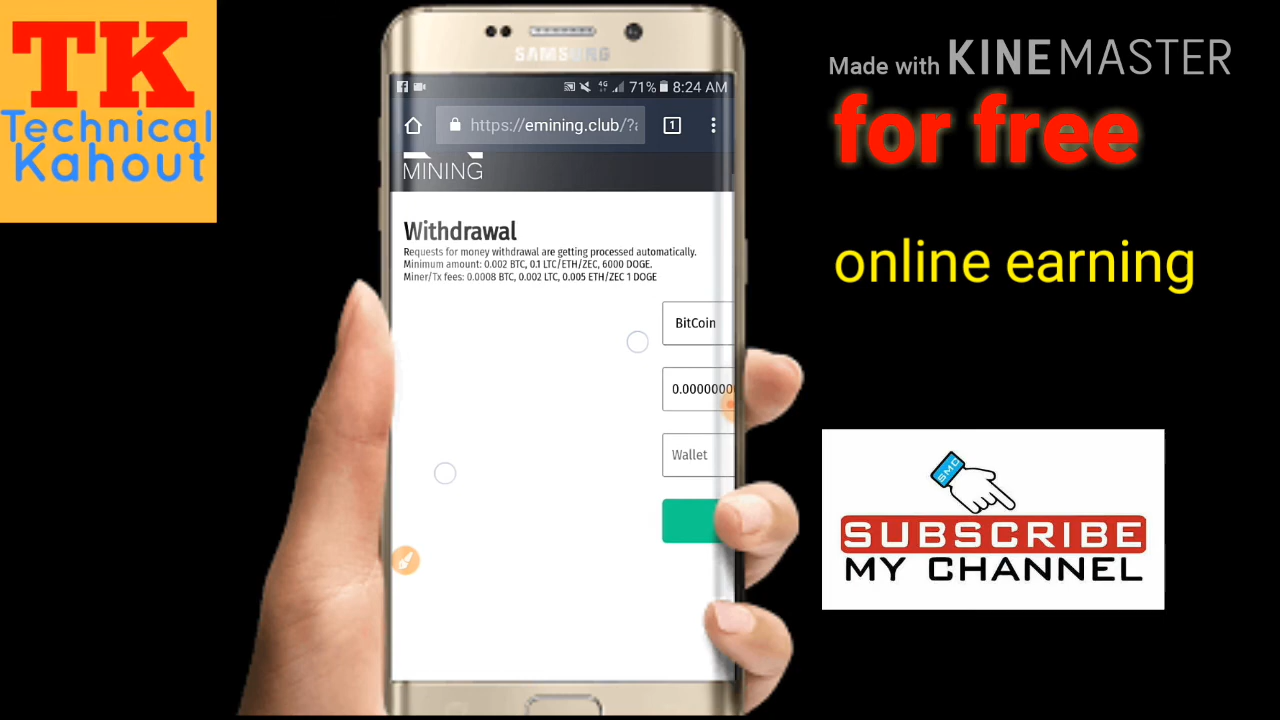 TK
Technical
Kahout
Made with KINEMASTER
for free
online earning
SAMSUNG
71% 8:24 AM
https://emining.club/?a
1
MINING
Withdrawal
Requests for money withdrawal are getting processed automatically.
Minimum amount: 0.002 BTC, 0.1 LTC/ETH/ZEC, 6000 DOGE.
Miner/Tx fees: 0.0008 BTC, 0.002 LTC, 0.005 ETH/ZEC 1 DOGE
BitCoin
0.0000000
Wallet
SMC
SUBSCRIBE
MY CHANNEL